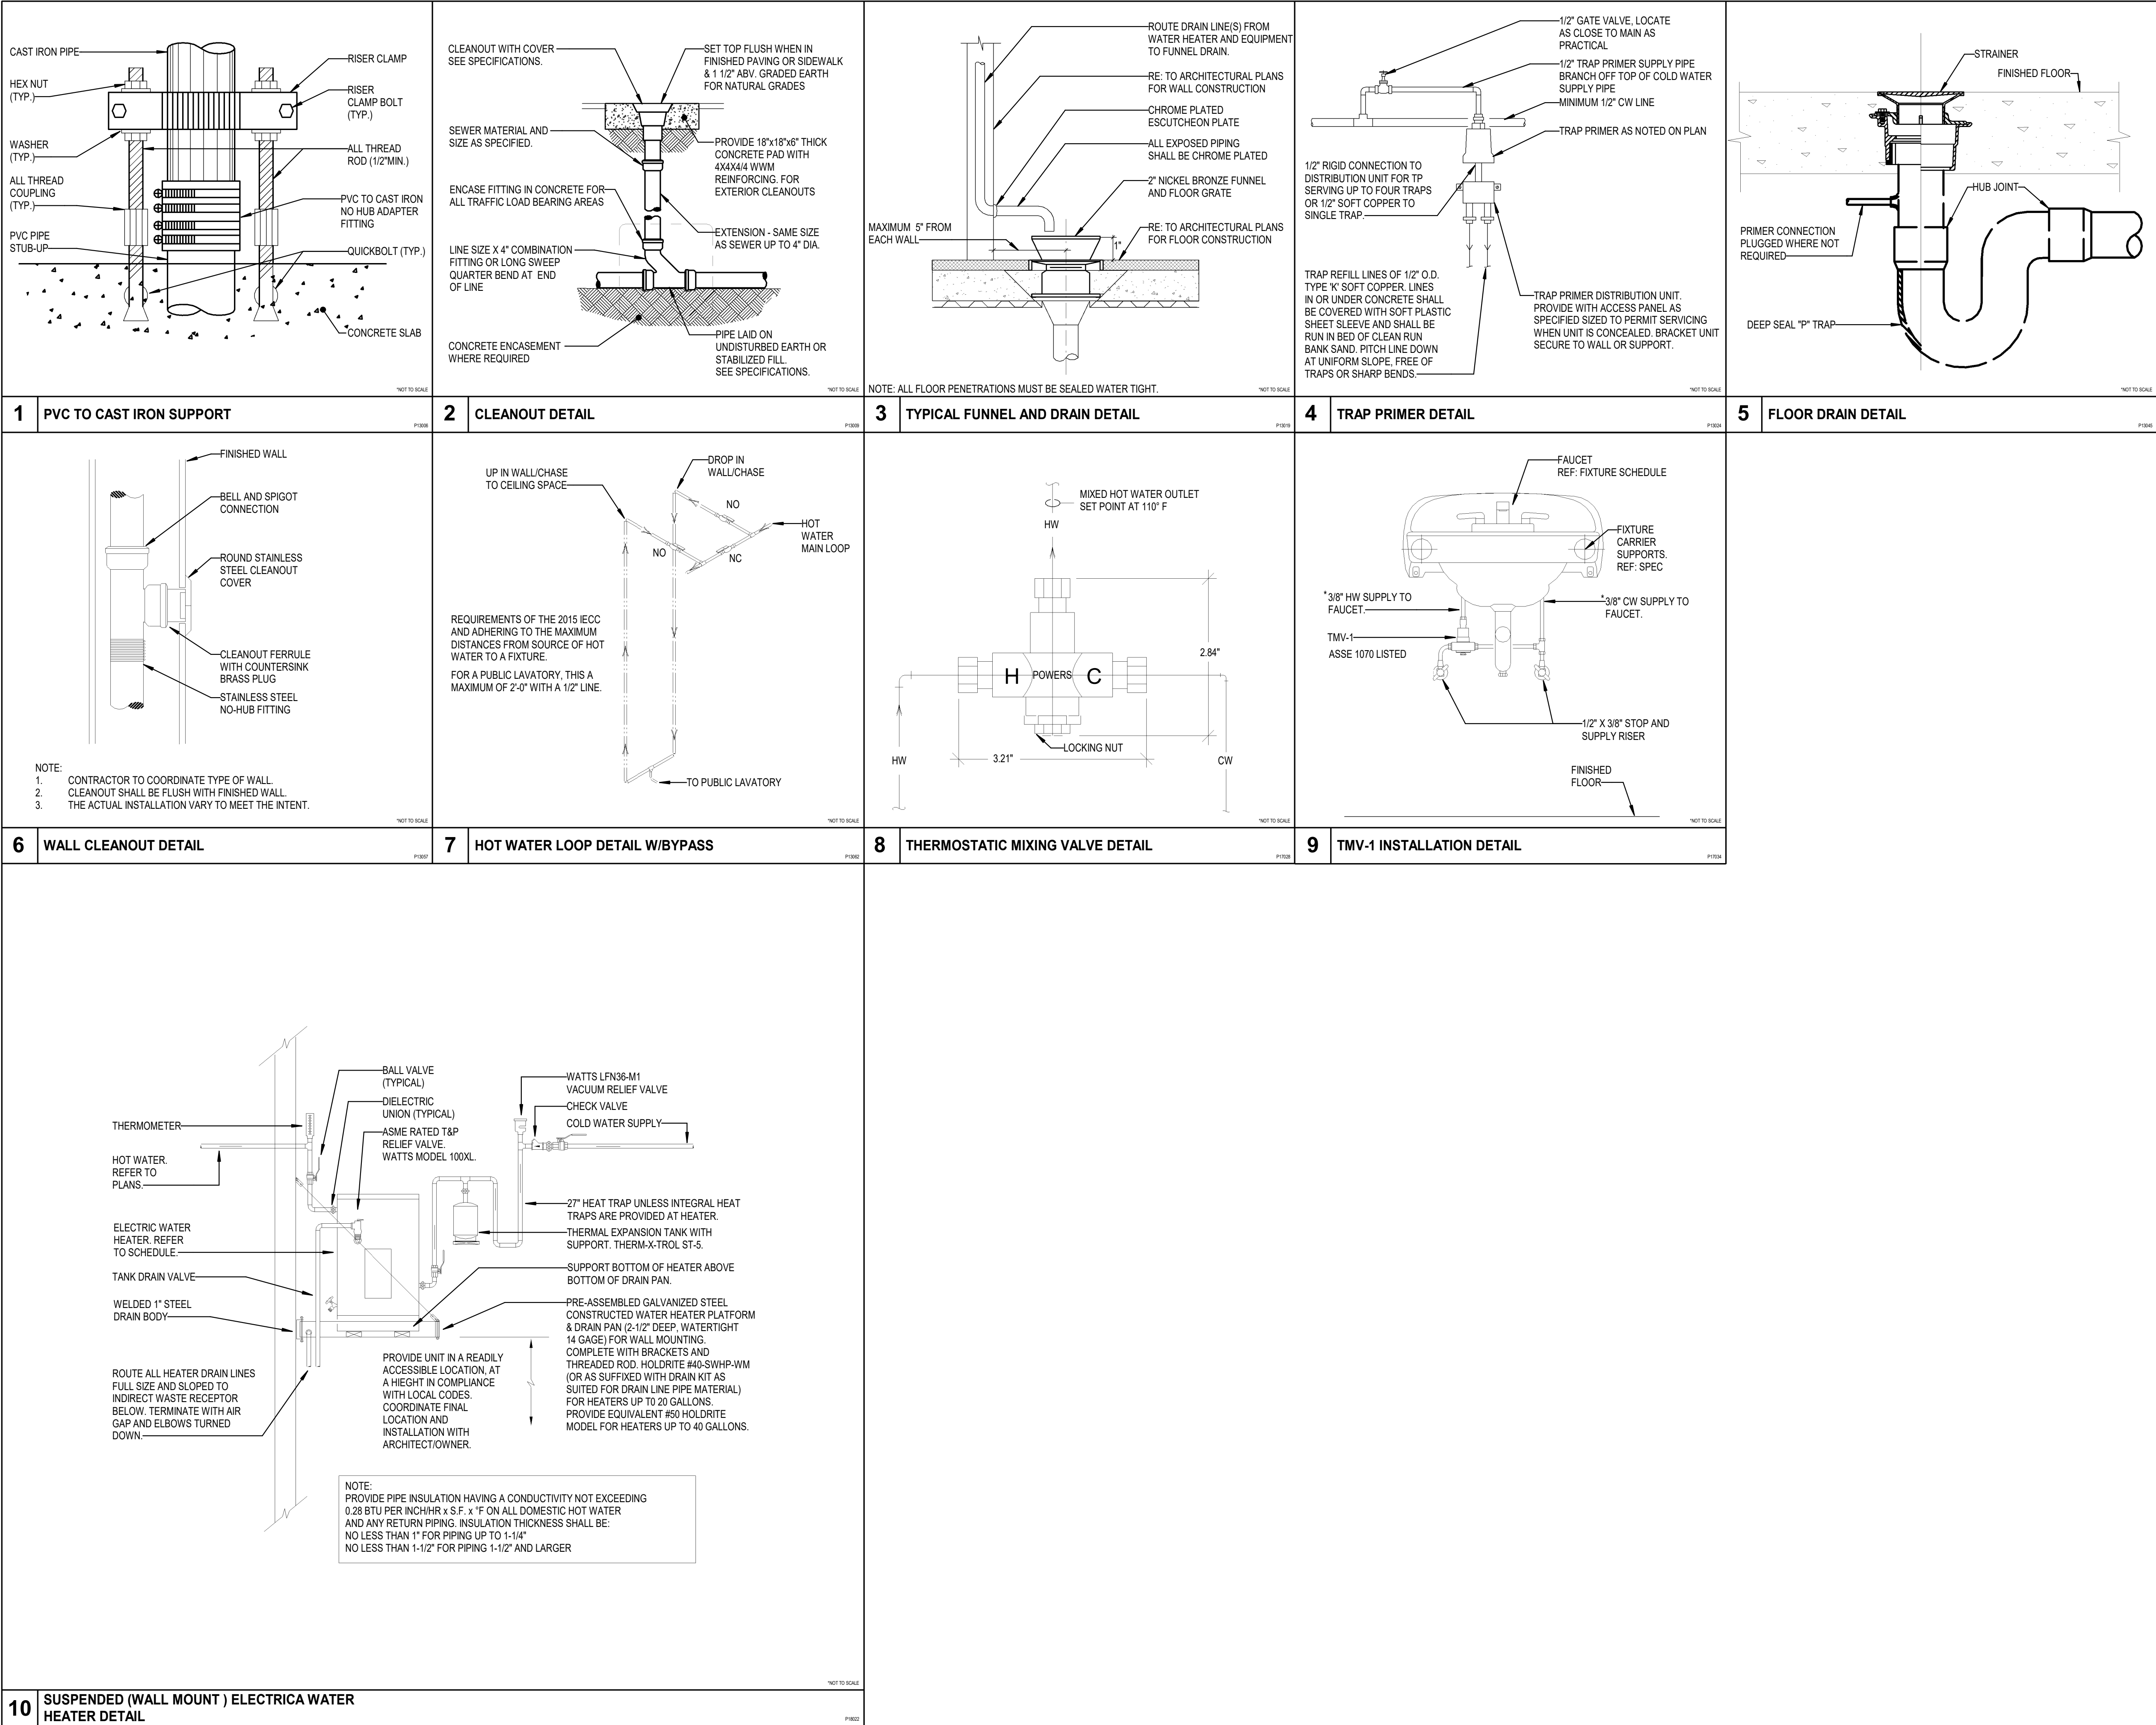 CAST IRON PIPE
HEX NUT
(TYP.)
WASHER
(TYP.)
ALL THREAD
COUPLING
(TYP.)
PVC PIPE
STUB-UP
RISER CLAMP
RISER
CLAMP BOLT
(TYP.)
ALL THREAD
ROD (1/2"MIN.)
PVC TO CAST IRON
NO HUB ADAPTER
FITTING
QUICKBOLT (TYP.)
CONCRETE SLAB
*NOT TO SCALE
1 PVC TO CAST IRON SUPPORT
P13008
CLEANOUT WITH COVER
SEE SPECIFICATIONS.
SEWER MATERIAL AND
SIZE AS SPECIFIED.
ENCASE FITTING IN CONCRETE FOR
ALL TRAFFIC LOAD BEARING AREAS
LINE SIZE X 4" COMBINATION
FITTING OR LONG SWEEP
QUARTER BEND AT END
OF LINE
CONCRETE ENCASEMENT
WHERE REQUIRED
SET TOP FLUSH WHEN IN
FINISHED PAVING OR SIDEWALK
& 1 1/2" ABV. GRADED EARTH
FOR NATURAL GRADES
PROVIDE 18"x18"x6" THICK
CONCRETE PAD WITH
4X4X4/4 WWM
REINFORCING. FOR
EXTERIOR CLEANOUTS
EXTENSION - SAME SIZE
AS SEWER UP TO 4" DIA.
PIPE LAID ON
UNDISTURBED EARTH OR
STABILIZED FILL.
SEE SPECIFICATIONS.
*NOT TO SCALE
2 CLEANOUT DETAIL
P13009
ROUTE DRAIN LINE(S) FROM
WATER HEATER AND EQUIPMENT
TO FUNNEL DRAIN.
RE: TO ARCHITECTURAL PLANS
FOR WALL CONSTRUCTION
CHROME PLATED
ESCUTCHEON PLATE
ALL EXPOSED PIPING
SHALL BE CHROME PLATED
2" NICKEL BRONZE FUNNEL
AND FLOOR GRATE
MAXIMUM 5" FROM
EACH WALL
1"
RE: TO ARCHITECTURAL PLANS
FOR FLOOR CONSTRUCTION
NOTE: ALL FLOOR PENETRATIONS MUST BE SEALED WATER TIGHT.
*NOT TO SCALE
3 TYPICAL FUNNEL AND DRAIN DETAIL
P13019
1/2" GATE VALVE, LOCATE
AS CLOSE TO MAIN AS
PRACTICAL
1/2" TRAP PRIMER SUPPLY PIPE
BRANCH OFF TOP OF COLD WATER
SUPPLY PIPE
MINIMUM 1/2" CW LINE
TRAP PRIMER AS NOTED ON PLAN
1/2" RIGID CONNECTION TO
DISTRIBUTION UNIT FOR TP
SERVING UP TO FOUR TRAPS
OR 1/2" SOFT COPPER TO
SINGLE TRAP.
TRAP REFILL LINES OF 1/2" O.D.
TYPE 'K' SOFT COPPER. LINES
IN OR UNDER CONCRETE SHALL
BE COVERED WITH SOFT PLASTIC
SHEET SLEEVE AND SHALL BE
RUN IN BED OF CLEAN RUN
BANK SAND. PITCH LINE DOWN
AT UNIFORM SLOPE, FREE OF
TRAPS OR SHARP BENDS.
TRAP PRIMER DISTRIBUTION UNIT.
PROVIDE WITH ACCESS PANEL AS
SPECIFIED SIZED TO PERMIT SERVICING
WHEN UNIT IS CONCEALED. BRACKET UNIT
SECURE TO WALL OR SUPPORT.
*NOT TO SCALE
4 TRAP PRIMER DETAIL
P13024
STRAINER
FINISHED FLOOR
HUB JOINT
PRIMER CONNECTION
PLUGGED WHERE NOT
REQUIRED
DEEP SEAL "P" TRAP
*NOT TO SCALE
5 FLOOR DRAIN DETAIL
P13045
FINISHED WALL
BELL AND SPIGOT
CONNECTION
ROUND STAINLESS
STEEL CLEANOUT
COVER
CLEANOUT FERRULE
WITH COUNTERSINK
BRASS PLUG
STAINLESS STEEL
NO-HUB FITTING
NOTE:
1. CONTRACTOR TO COORDINATE TYPE OF WALL.
2. CLEANOUT SHALL BE FLUSH WITH FINISHED WALL.
3. THE ACTUAL INSTALLATION VARY TO MEET THE INTENT.
*NOT TO SCALE
6 WALL CLEANOUT DETAIL
P13057
UP IN WALL/CHASE
TO CEILING SPACE
DROP IN
WALL/CHASE
NO
HOT
WATER
MAIN LOOP
NO
NC
REQUIREMENTS OF THE 2015 IECC
AND ADHERING TO THE MAXIMUM
DISTANCES FROM SOURCE OF HOT
WATER TO A FIXTURE.
FOR A PUBLIC LAVATORY, THIS A
MAXIMUM OF 2'-0" WITH A 1/2" LINE.
TO PUBLIC LAVATORY
*NOT TO SCALE
7 HOT WATER LOOP DETAIL W/BYPASS
P13062
MIXED HOT WATER OUTLET
SET POINT AT 110° F
HW
2.84"
H POWERS C
LOCKING NUT
3.21"
HW
CW
*NOT TO SCALE
8 THERMOSTATIC MIXING VALVE DETAIL
P17028
FAUCET
REF: FIXTURE SCHEDULE
FIXTURE
CARRIER
SUPPORTS.
REF: SPEC
*3/8" HW SUPPLY TO
FAUCET.
*3/8" CW SUPPLY TO
FAUCET.
TMV-1
ASSE 1070 LISTED
1/2" X 3/8" STOP AND
SUPPLY RISER
FINISHED
FLOOR
*NOT TO SCALE
9 TMV-1 INSTALLATION DETAIL
P17034
BALL VALVE
(TYPICAL)
DIELECTRIC
UNION (TYPICAL)
ASME RATED T&P
RELIEF VALVE.
WATTS MODEL 100XL.
THERMOMETER
HOT WATER.
REFER TO
PLANS.
ELECTRIC WATER
HEATER. REFER
TO SCHEDULE.
TANK DRAIN VALVE
WELDED 1" STEEL
DRAIN BODY
ROUTE ALL HEATER DRAIN LINES
FULL SIZE AND SLOPED TO
INDIRECT WASTE RECEPTOR
BELOW. TERMINATE WITH AIR
GAP AND ELBOWS TURNED
DOWN.
WATTS LFN36-M1
VACUUM RELIEF VALVE
CHECK VALVE
COLD WATER SUPPLY
27" HEAT TRAP UNLESS INTEGRAL HEAT
TRAPS ARE PROVIDED AT HEATER.
THERMAL EXPANSION TANK WITH
SUPPORT. THERM-X-TROL ST-5.
SUPPORT BOTTOM OF HEATER ABOVE
BOTTOM OF DRAIN PAN.
PRE-ASSEMBLED GALVANIZED STEEL
CONSTRUCTED WATER HEATER PLATFORM
& DRAIN PAN (2-1/2" DEEP, WATERTIGHT
14 GAGE) FOR WALL MOUNTING.
COMPLETE WITH BRACKETS AND
THREADED ROD. HOLDRITE #40-SWHP-WM
(OR AS SUFFIXED WITH DRAIN KIT AS
SUITED FOR DRAIN LINE PIPE MATERIAL)
FOR HEATERS UP T0 20 GALLONS.
PROVIDE EQUIVALENT #50 HOLDRITE
MODEL FOR HEATERS UP TO 40 GALLONS.
PROVIDE UNIT IN A READILY
ACCESSIBLE LOCATION, AT
A HIEGHT IN COMPLIANCE
WITH LOCAL CODES.
COORDINATE FINAL
LOCATION AND
INSTALLATION WITH
ARCHITECT/OWNER.
NOTE:
PROVIDE PIPE INSULATION HAVING A CONDUCTIVITY NOT EXCEEDING
0.28 BTU PER INCH/HR x S.F. x °F ON ALL DOMESTIC HOT WATER
AND ANY RETURN PIPING. INSULATION THICKNESS SHALL BE:
NO LESS THAN 1" FOR PIPING UP TO 1-1/4"
NO LESS THAN 1-1/2" FOR PIPING 1-1/2" AND LARGER
*NOT TO SCALE
10 SUSPENDED (WALL MOUNT ) ELECTRICA WATER
HEATER DETAIL
P18022